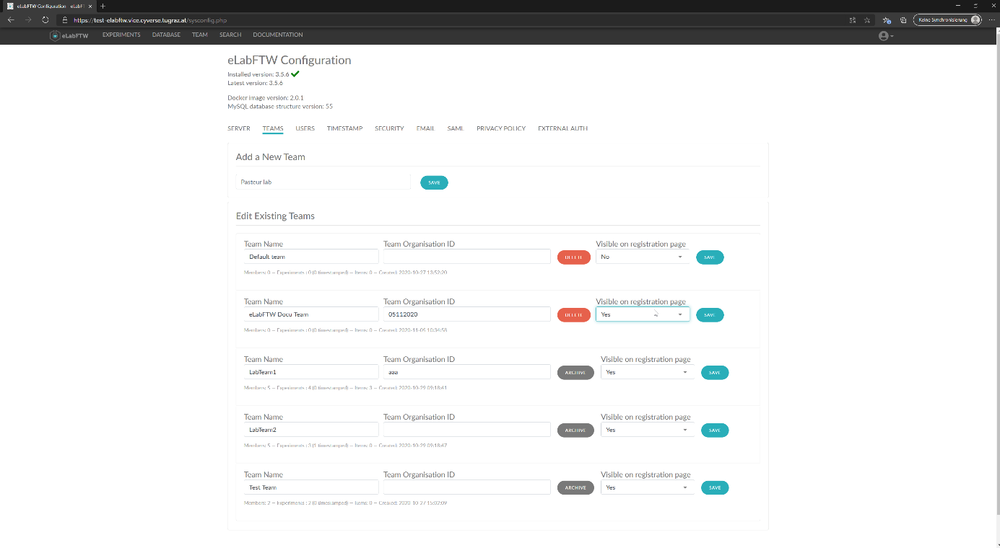 eLabFTW Configuration - eLabFT
https://test-elabftw.vice.cyverse.tugraz.at/sysconfig.php
Keine Synchronisierung
eLabFTW EXPERIMENTS DATABASE TEAM SEARCH DOCUMENTATION
eLabFTW Configuration
Installed version: 3.5.6
Latest version: 3.5.6
Docker image version: 2.0.1
MySQL database structure version: 55
SERVER TEAMS USERS TIMESTAMP SECURITY EMAIL SAML PRIVACY POLICY EXTERNAL AUTH
Add a New Team
Pasteur lab SAVE
Edit Existing Teams
Team Name Team Organisation ID Visible on registration page
Default team DELETE No SAVE
Members: 0 — Experiments : 0 (0 timestamped) — Items: 0 — Created: 2020-10-27 13:52:20
Team Name Team Organisation ID Visible on registration page
eLabFTW Docu Team 05112020 DELETE Yes SAVE
Members: 0 — Experiments : 0 (0 timestamped) — Items: 0 — Created: 2020-11-05 10:34:58
Team Name Team Organisation ID Visible on registration page
LabTeam1 aaa ARCHIVE Yes SAVE
Members: 5 — Experiments : 4 (0 timestamped) — Items: 3 — Created: 2020-10-29 09:18:41
Team Name Team Organisation ID Visible on registration page
LabTeam2 ARCHIVE Yes SAVE
Members: 5 — Experiments : 3 (1 timestamped) — Items: 0 — Created: 2020-10-29 09:18:47
Team Name Team Organisation ID Visible on registration page
Test Team ARCHIVE Yes SAVE
Members: 2 — Experiments : 2 (0 timestamped) — Items: 0 — Created: 2020-10-27 15:02:09